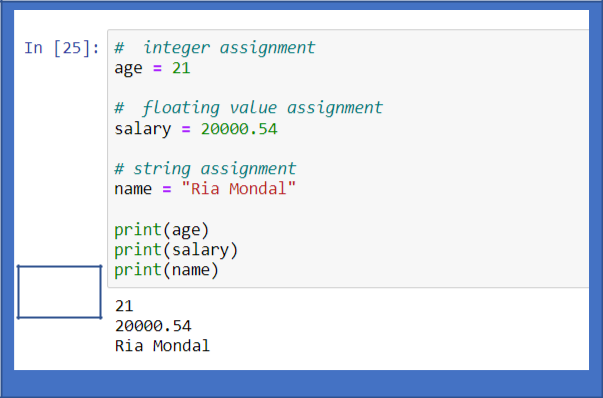 In [25]: #  integer assignment
age = 21
#  floating value assignment
salary = 20000.54
# string assignment
name = "Ria Mondal"
print(age)
print(salary)
print(name)
21
20000.54
Ria Mondal